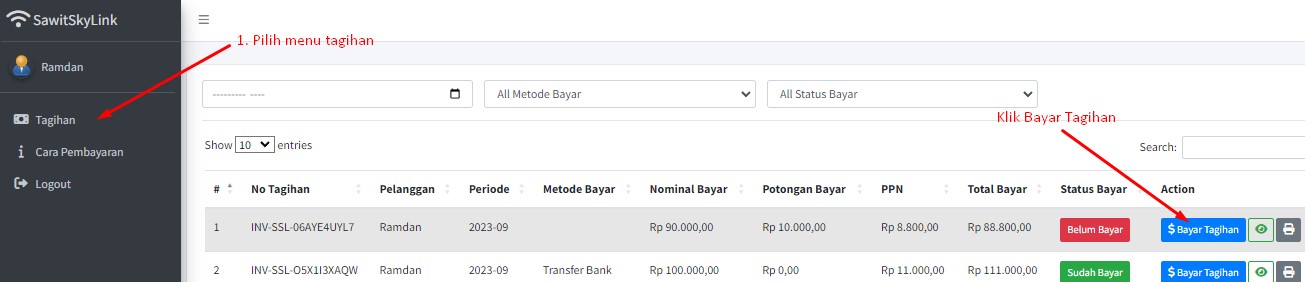 SawitSkyLink
1. Pilih menu tagihan
Ramdan
--------- ----
All Metode Bayar
All Status Bayar
Tagihan
Klik Bayar Tagihan
Cara Pembayaran
Show 10 entries
Search:
Logout
# No Tagihan Pelanggan Periode Metode Bayar Nominal Bayar Potongan Bayar PPN Total Bayar Status Bayar Action
1 INV-SSL-06AYE4UYL7 Ramdan 2023-09 Rp 90.000,00 Rp 10.000,00 Rp 8.800,00 Rp 88.800,00 Belum Bayar $ Bayar Tagihan
2 INV-SSL-O5X1I3XAQW Ramdan 2023-09 Transfer Bank Rp 100.000,00 Rp 0,00 Rp 11.000,00 Rp 111.000,00 Sudah Bayar $ Bayar Tagihan